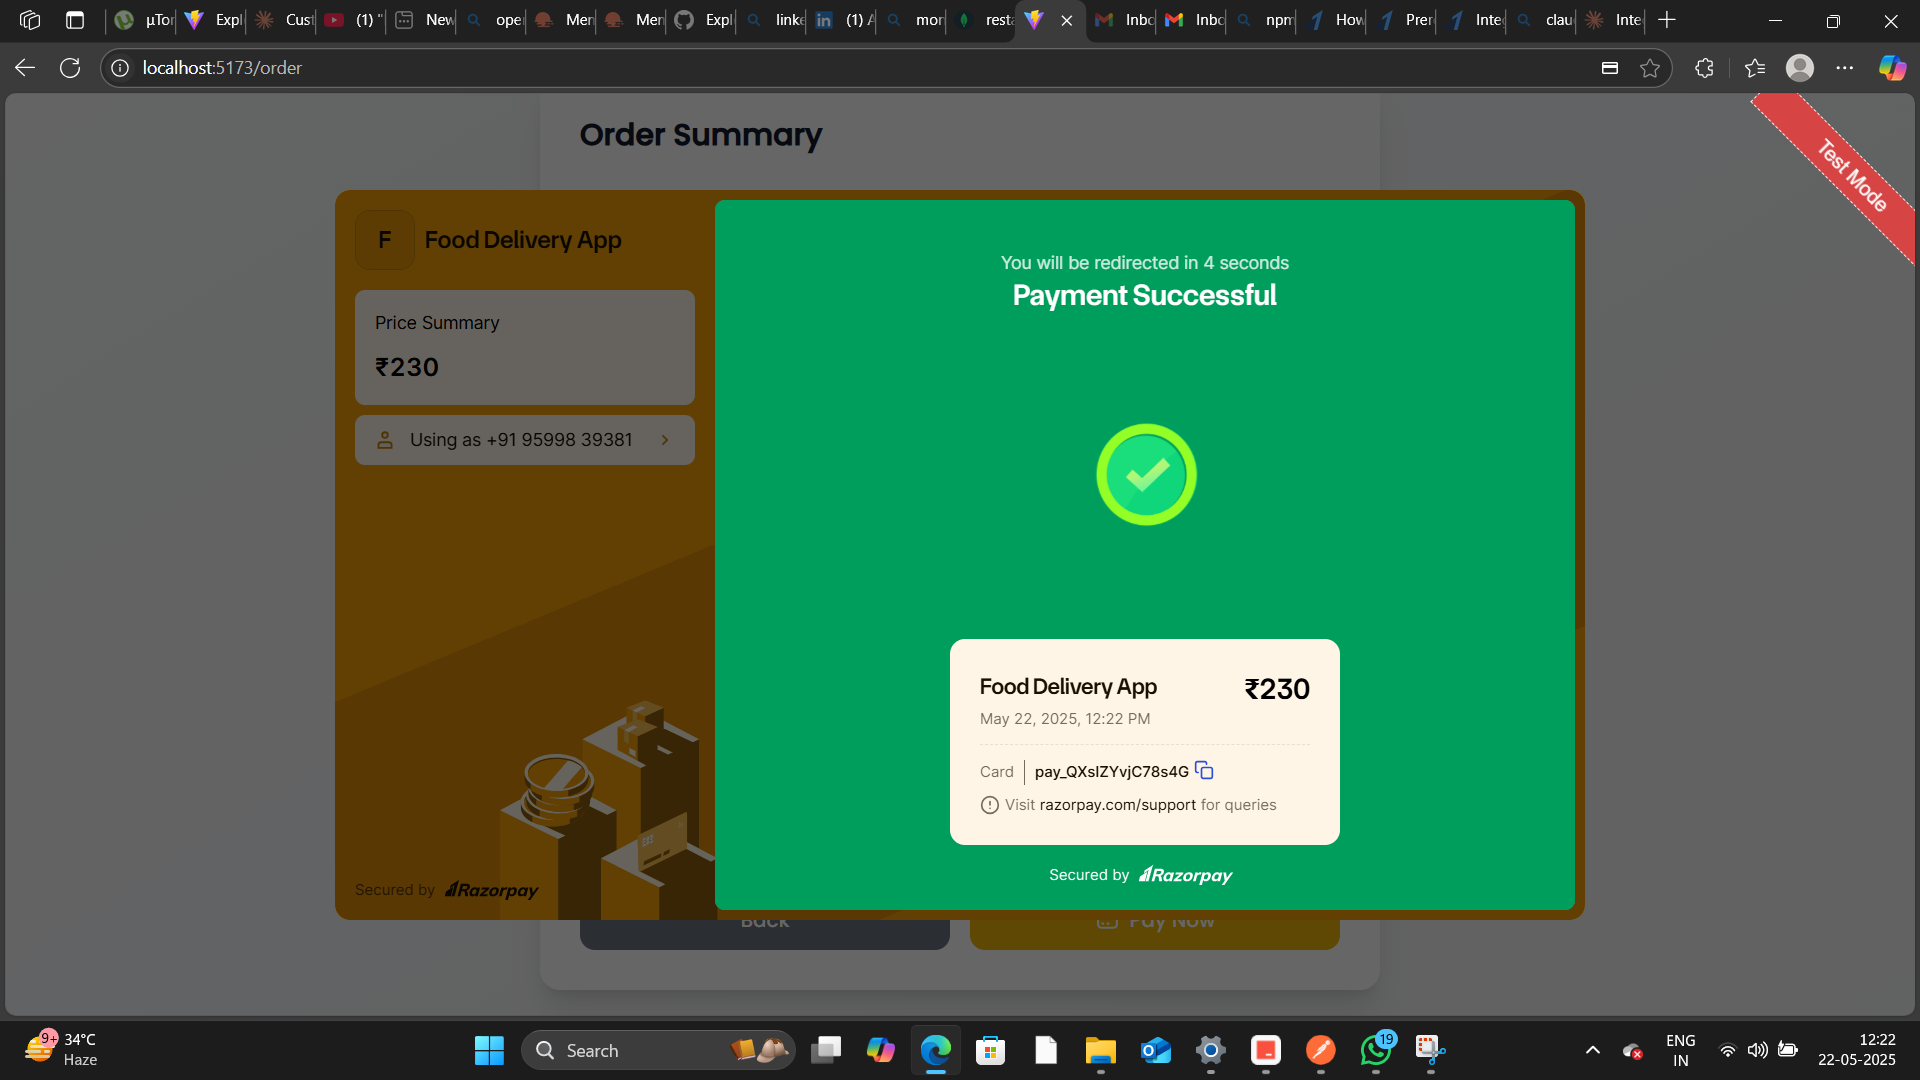 µTor
Expl
Cust
(1) "
New
ope
Mer
Mer
Expl
linke
in
(1) A
mor
resta
Inbo
Inbo
npm
How
Prer
Inte
clau
Inte
localhost:5173/order
Order Summary
Test Mode
F
Food Delivery App
Price Summary
₹230
Using as +91 95998 39381
Secured by Razorpay
You will be redirected in 4 seconds
Payment Successful
Food Delivery App
₹230
May 22, 2025, 12:22 PM
Card
pay_QXsIZYvjC78s4G
Visit razorpay.com/support for queries
Secured by Razorpay
Back
Pay Now
9+
34°C
Haze
Search
19
ENG
IN
12:22
22-05-2025